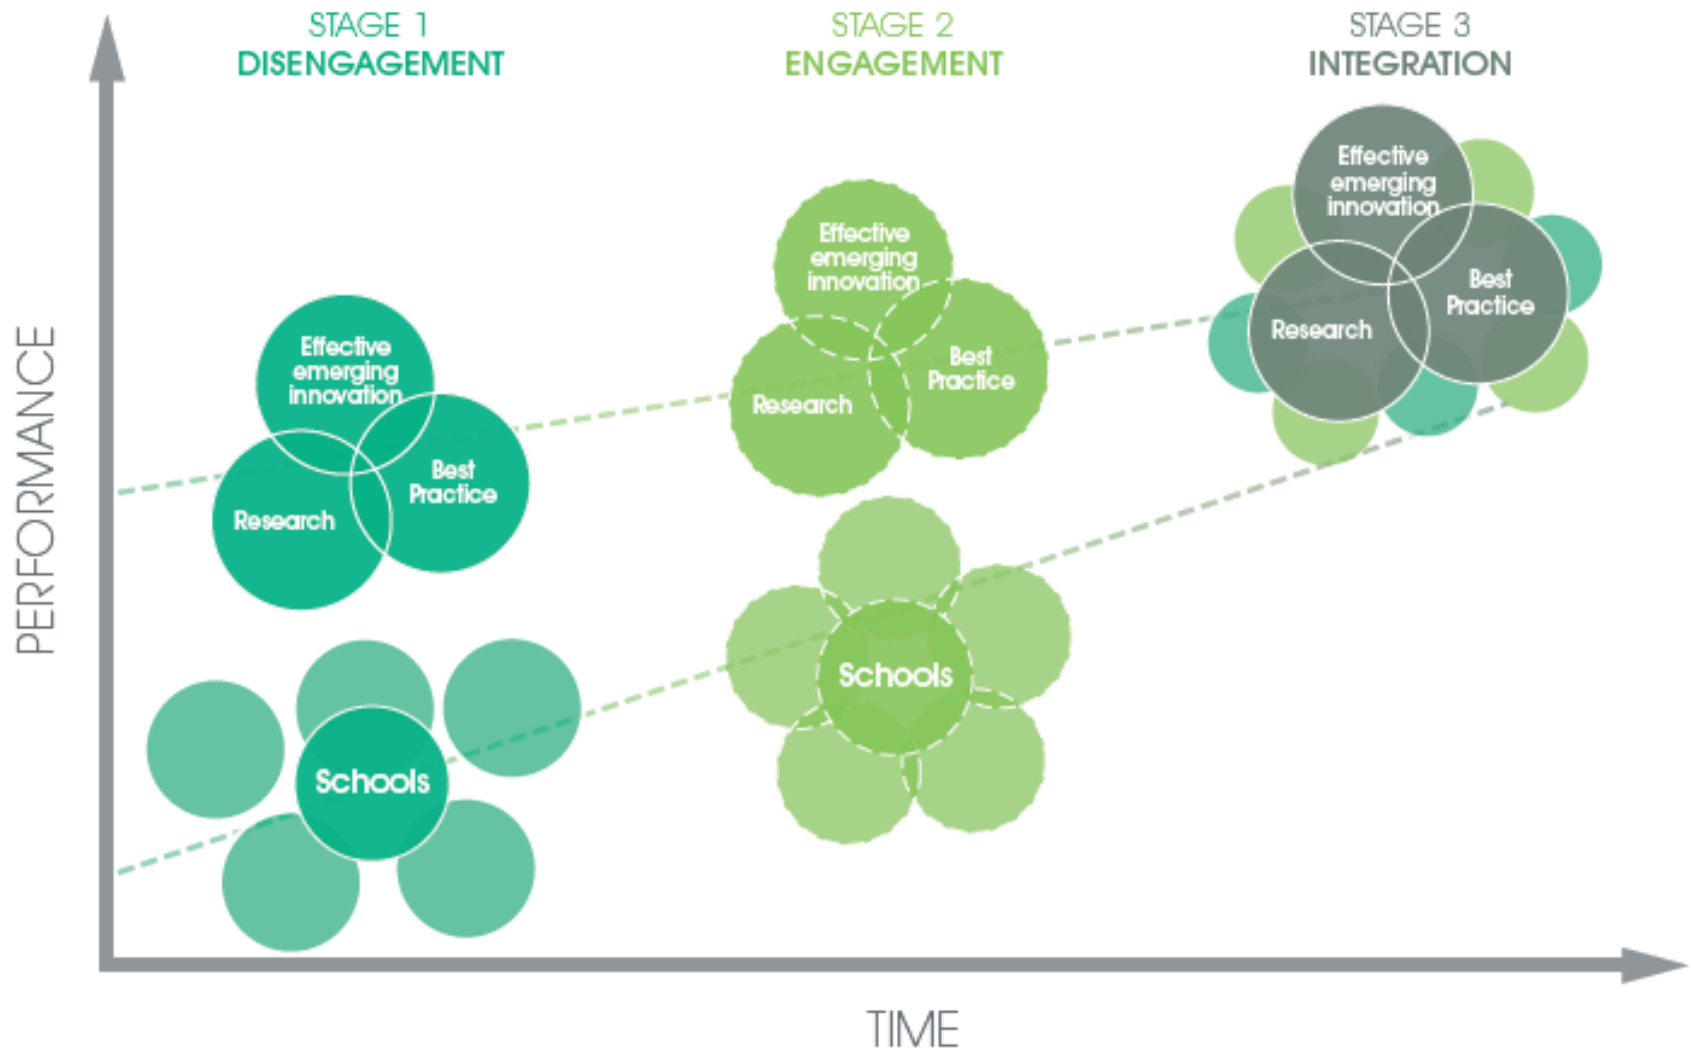 STAGE 1
DISENGAGEMENT
STAGE 2
ENGAGEMENT
STAGE 3
INTEGRATION
PERFORMANCE
Effective
emerging
innovation
Best
Practice
Research
Schools
Effective
emerging
innovation
Best
Practice
Research
Schools
Effective
emerging
innovation
Best
Practice
Research
TIME